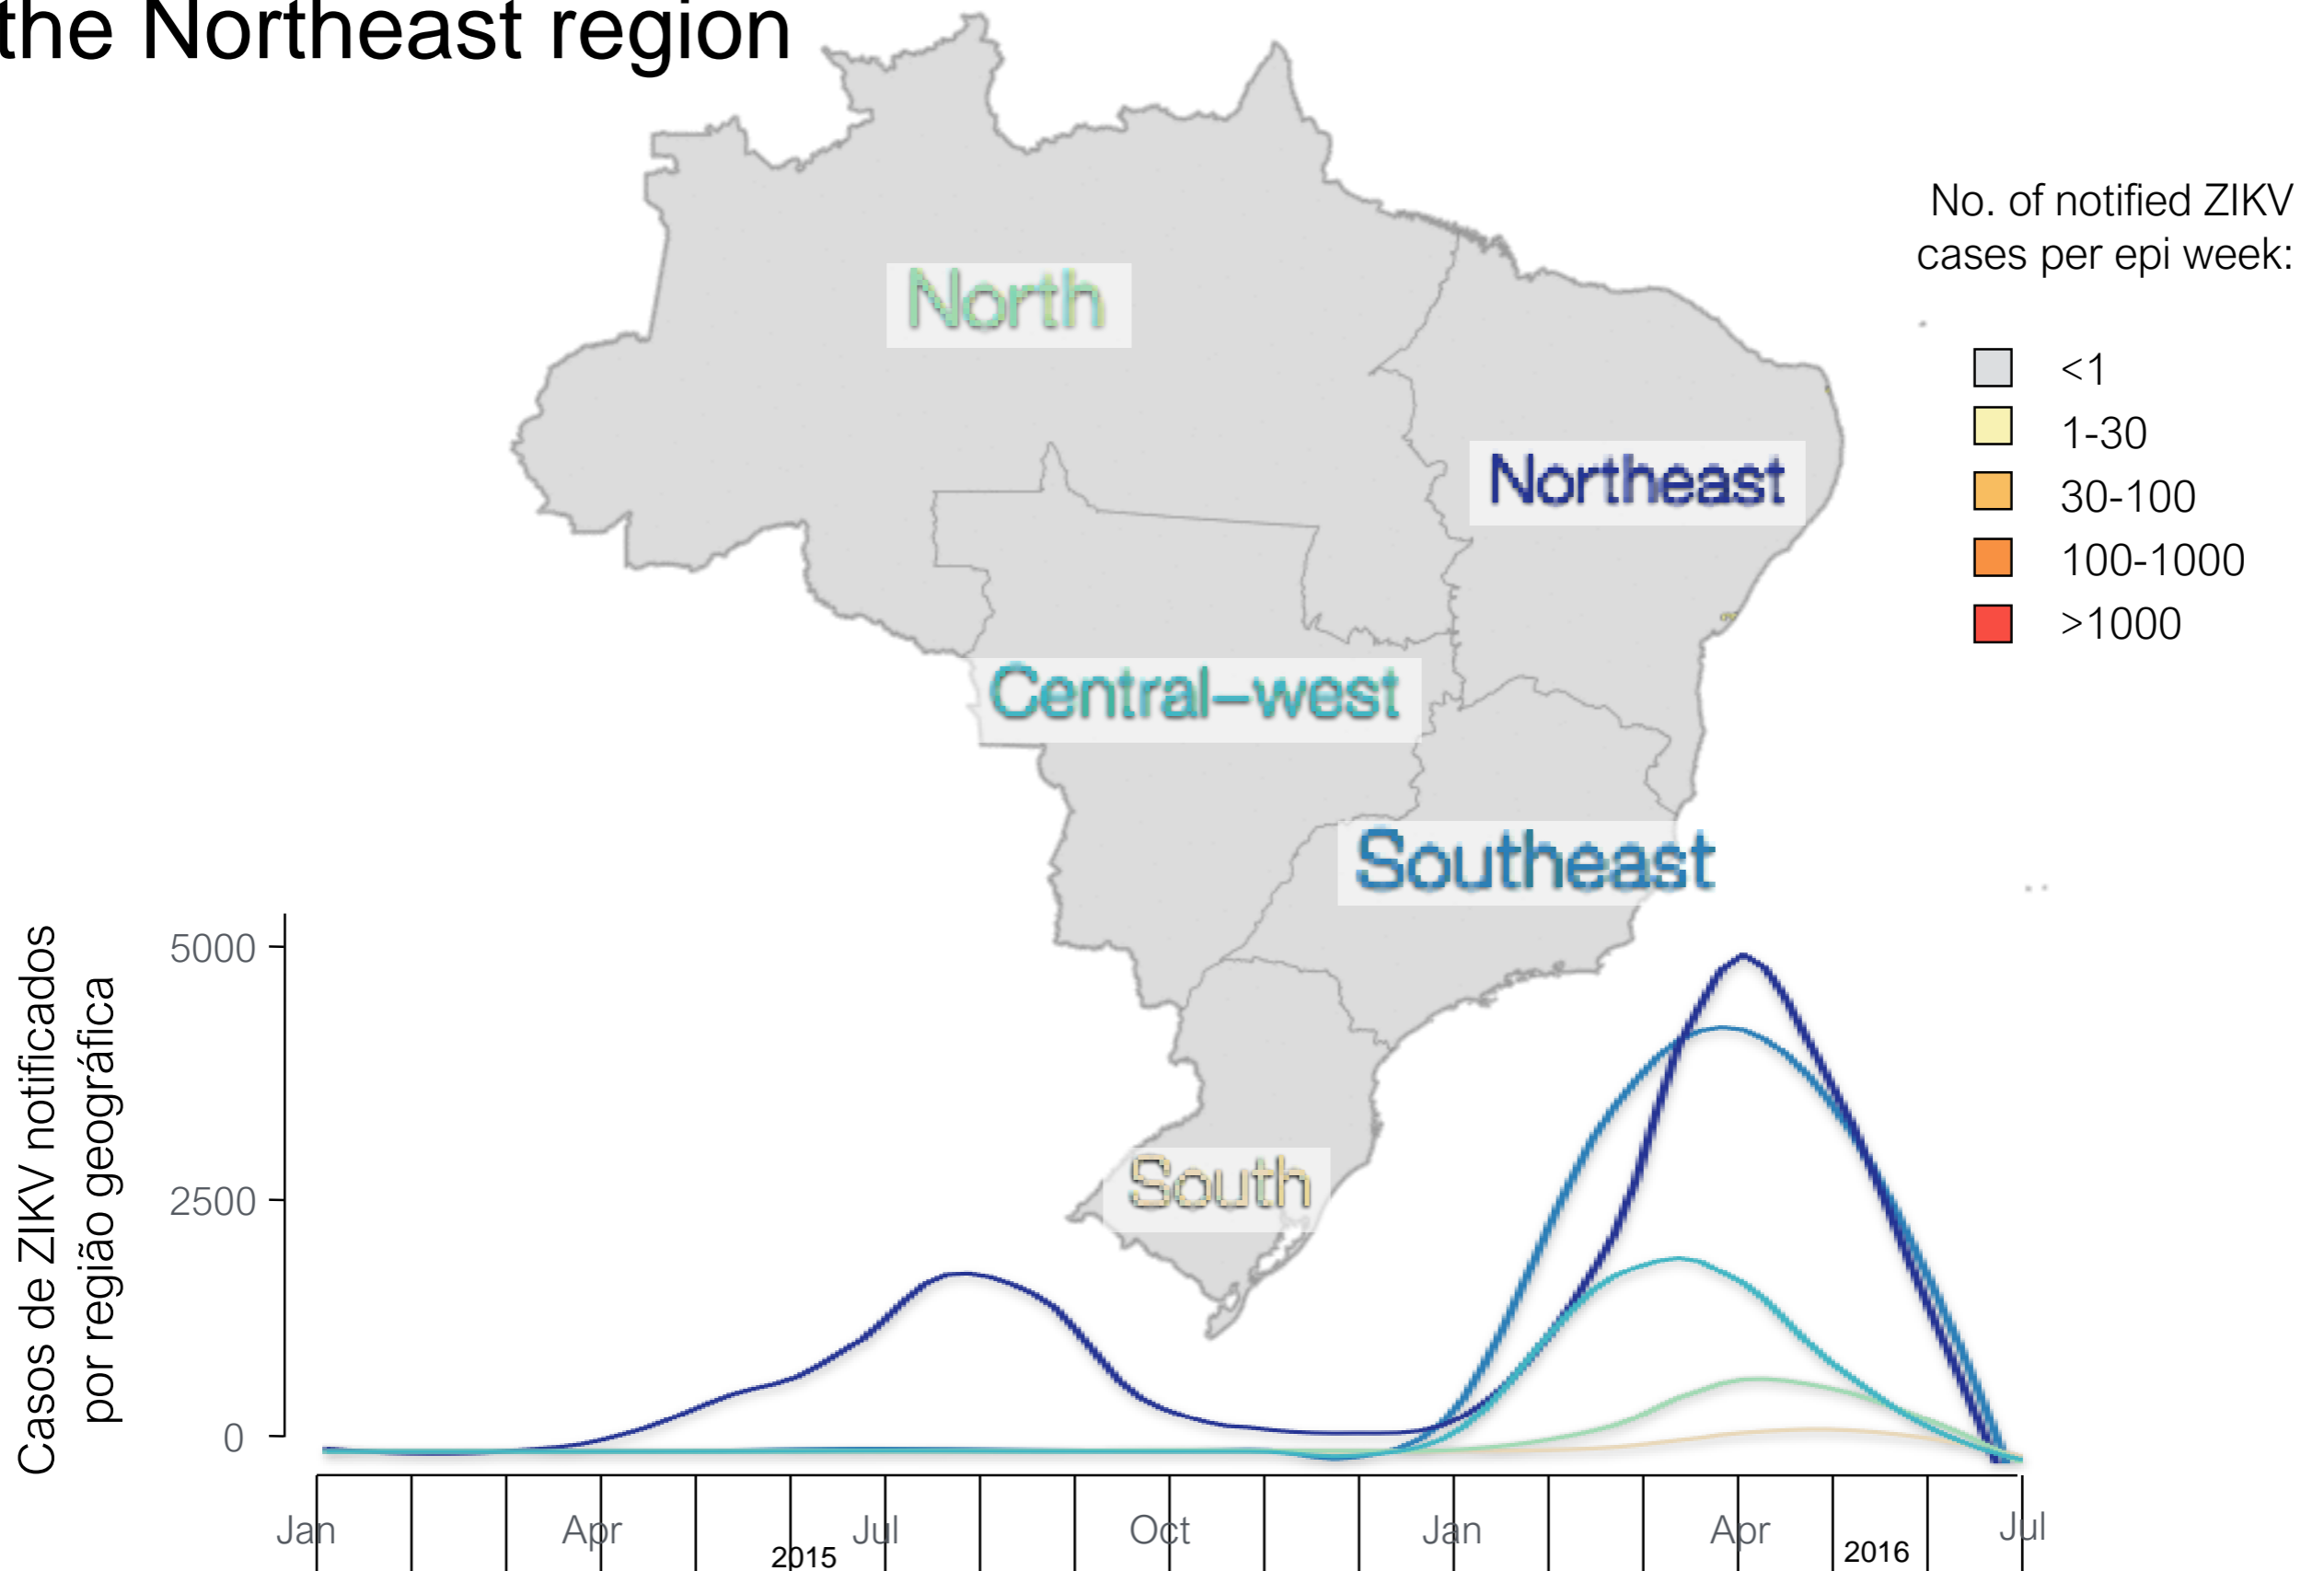 the Northeast region
No. of notified ZIKV
cases per epi week:
<1
1-30
30-100
100-1000
>1000
North
Northeast
Central-west
Southeast
South
Casos de ZIKV notificados
por região geográfica
5000
2500
0
Jan
Apr
Jul
Oct
Jan
Apr
Jul
2015
2016